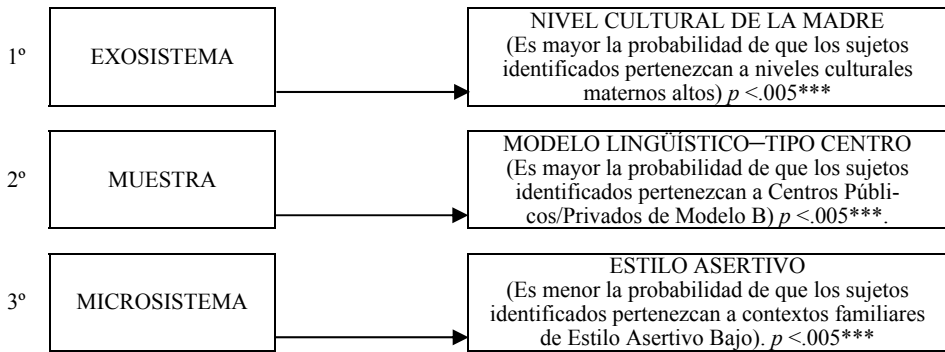 1º
EXOSISTEMA
NIVEL CULTURAL DE LA MADRE
(Es mayor la probabilidad de que los sujetos
identificados pertenezcan a niveles culturales
maternos altos) p <.005***
2º
MUESTRA
MODELO LINGÜÍSTICO─TIPO CENTRO
(Es mayor la probabilidad de que los sujetos
identificados pertenezcan a Centros Públi-
cos/Privados de Modelo B) p <.005***.
3º
MICROSISTEMA
ESTILO ASERTIVO
(Es menor la probabilidad de que los sujetos
identificados pertenezcan a contextos familiares
de Estilo Asertivo Bajo). p <.005***